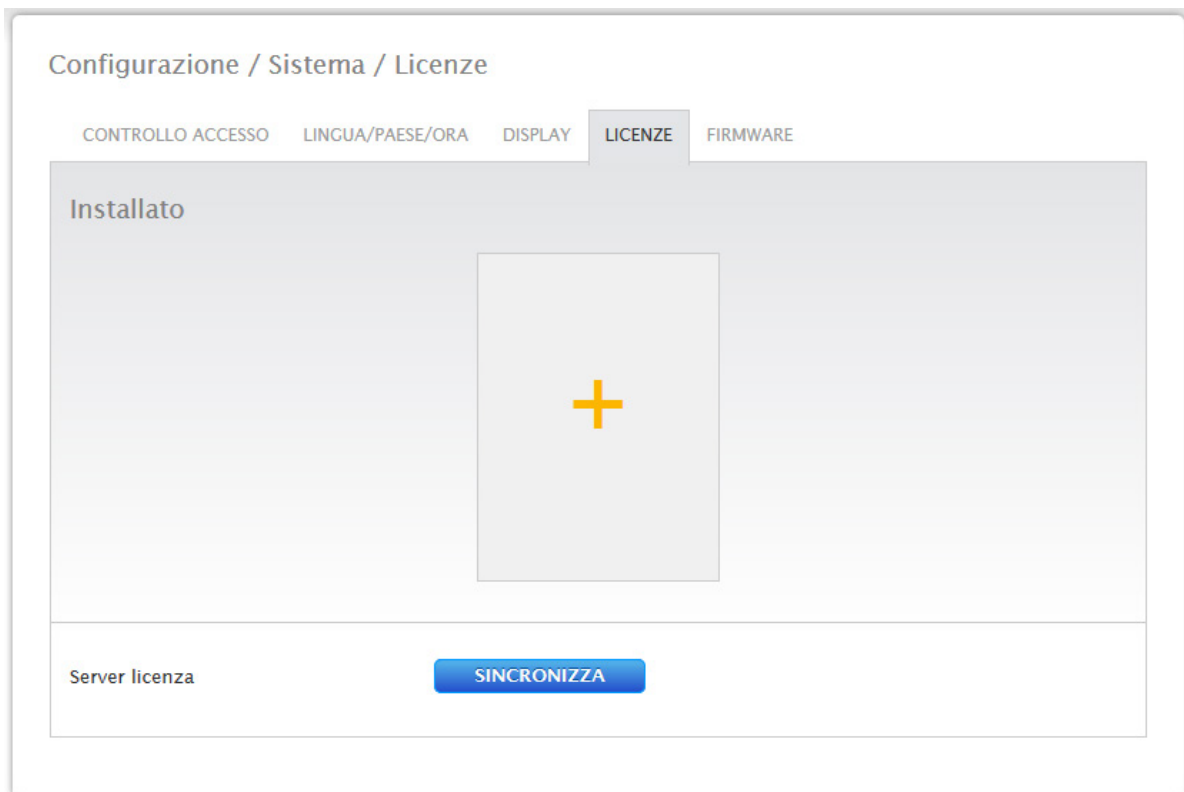 Configurazione / Sistema / Licenze
CONTROLLO ACCESSO LINGUA/PAESE/ORA DISPLAY LICENZE FIRMWARE
Installato
+
Server licenza SINCRONIZZA